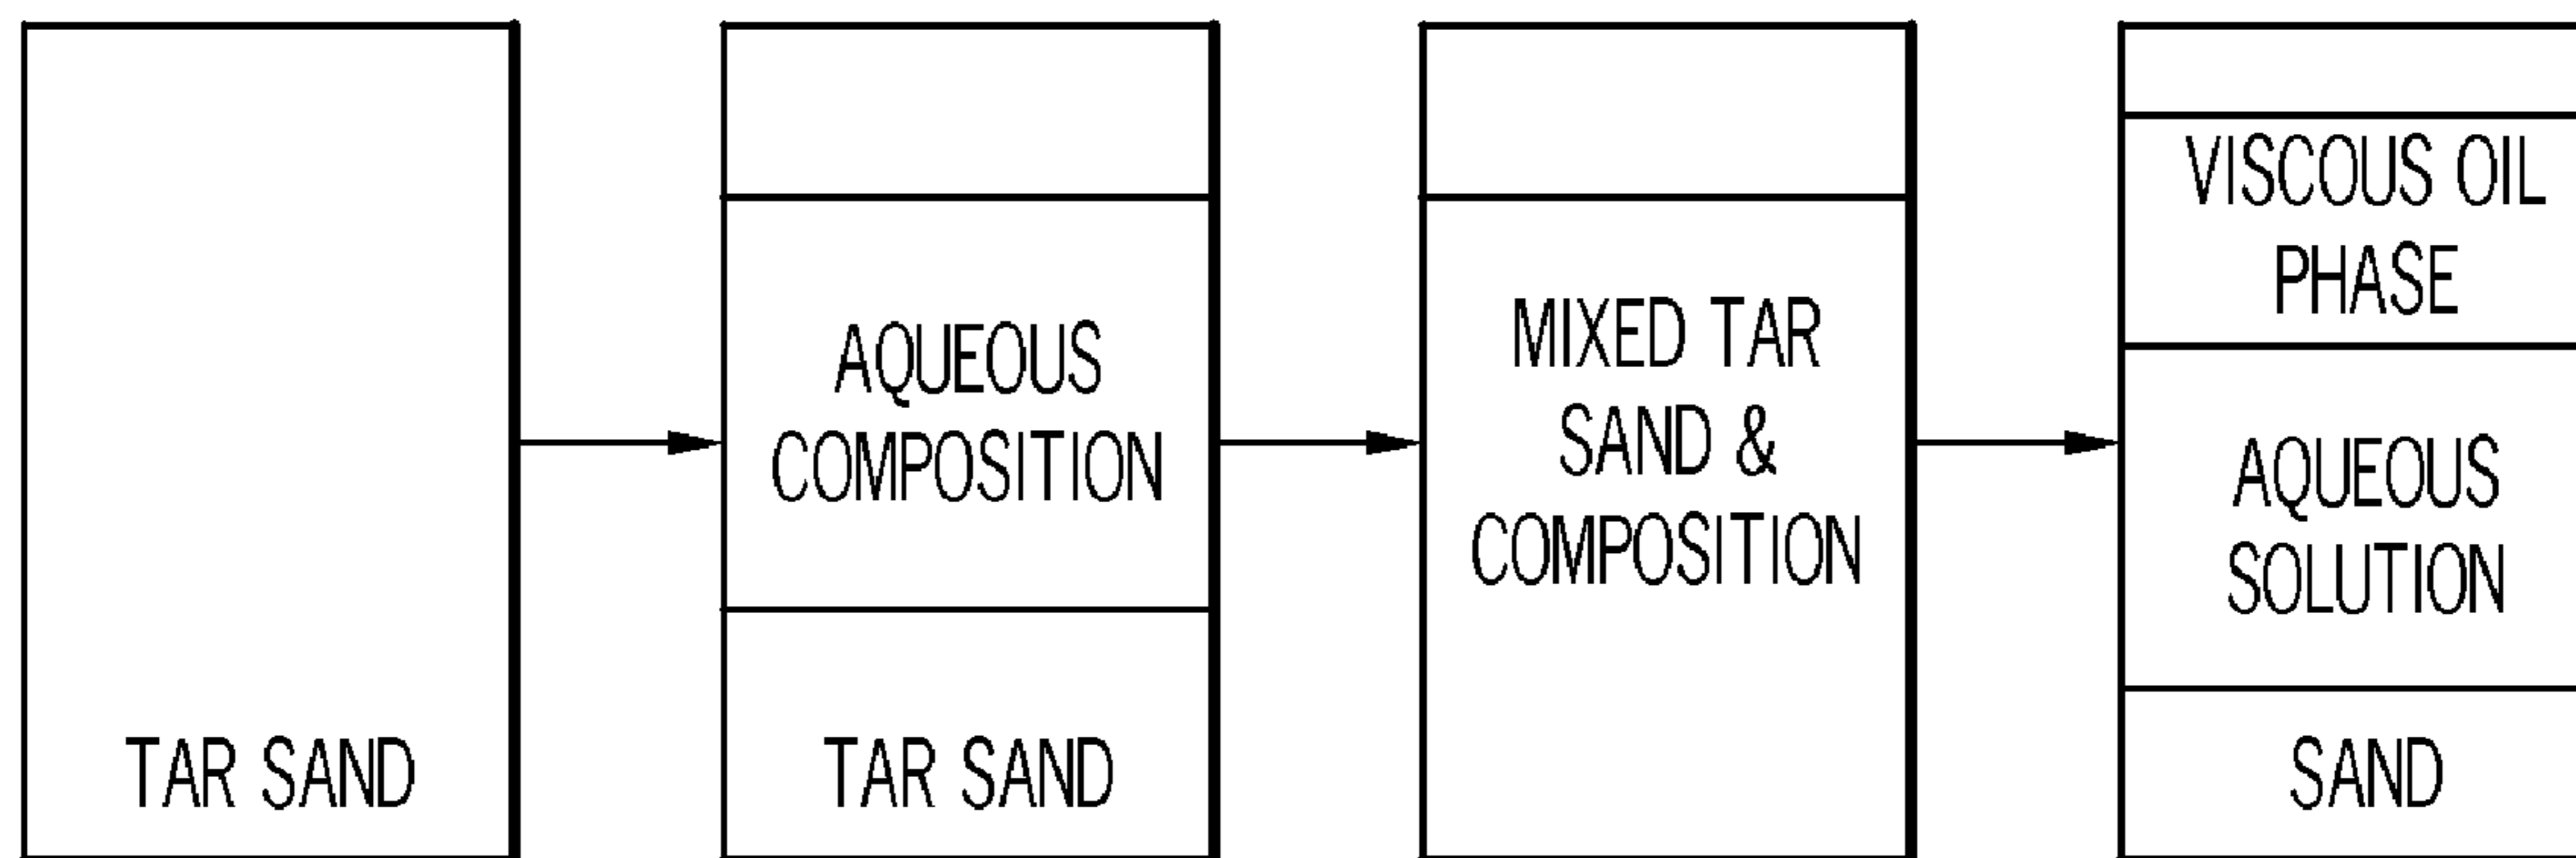 TAR SAND
AQUEOUS
COMPOSITION
TAR SAND
MIXED TAR
SAND &
COMPOSITION
VISCOUS OIL
PHASE
AQUEOUS
SOLUTION
SAND